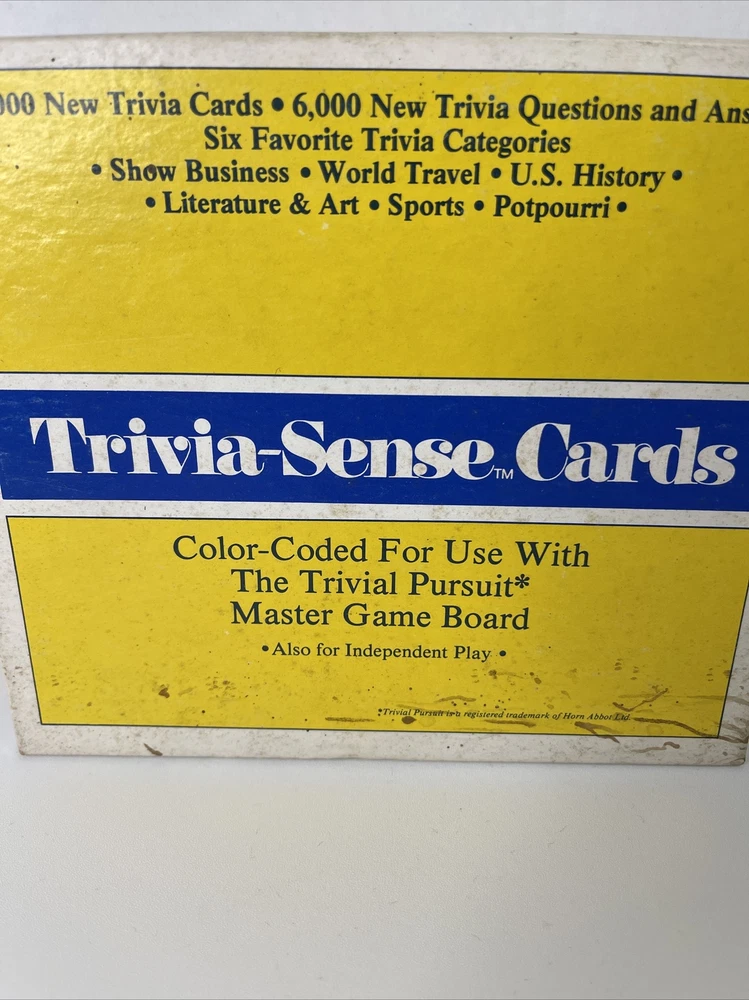 000 New Trivia Cards • 6,000 New Trivia Questions and Ans
Six Favorite Trivia Categories
• Show Business • World Travel • U.S. History •
• Literature & Art • Sports • Potpourri •
Trivia-Sense™ Cards
Color-Coded For Use With
The Trivial Pursuit*
Master Game Board
• Also for Independent Play •
*Trivial Pursuit is a registered trademark of Horn Abbot Ltd.